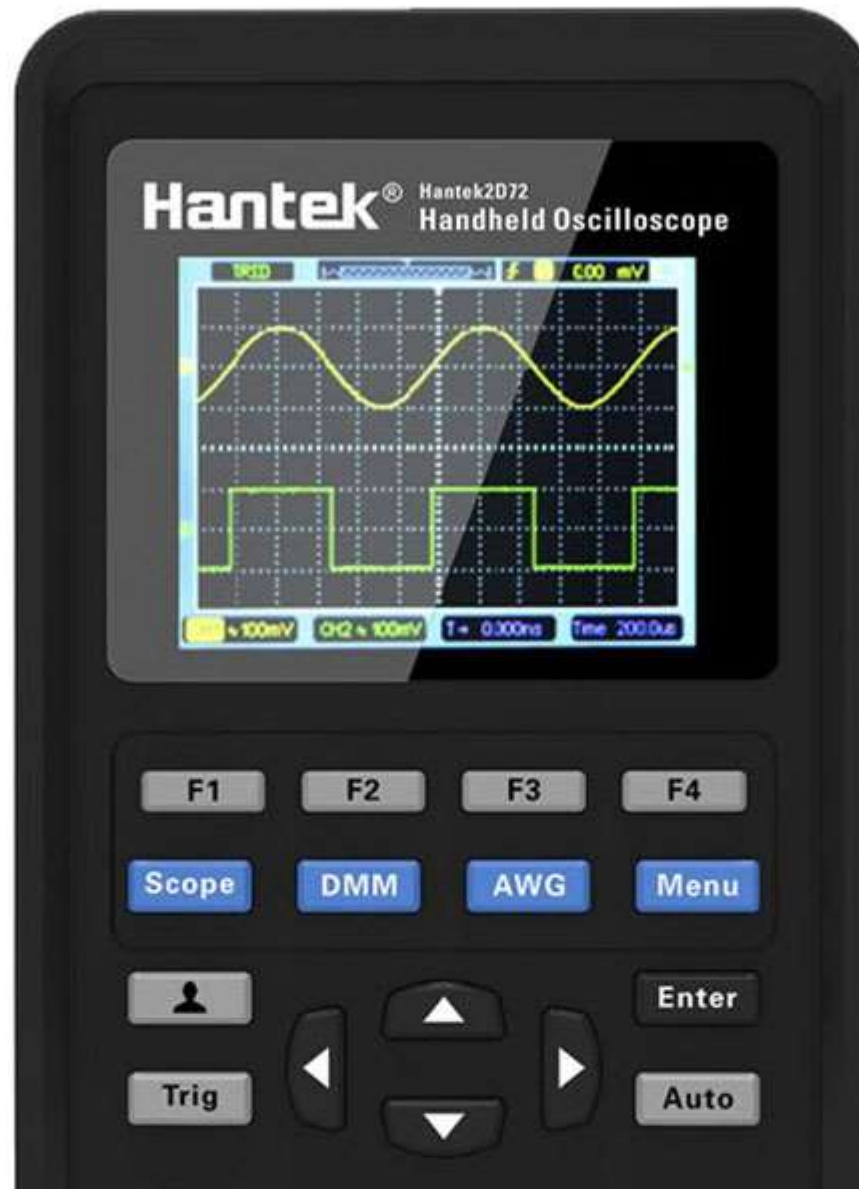 Hantek®
Hantek2D72
Handheld Oscilloscope
TRIG 0.00 mV
100mV CH2 100mV T→ 0.300ns Time 200.0us
F1 F2 F3 F4
Scope DMM AWG Menu
Enter
Trig Auto